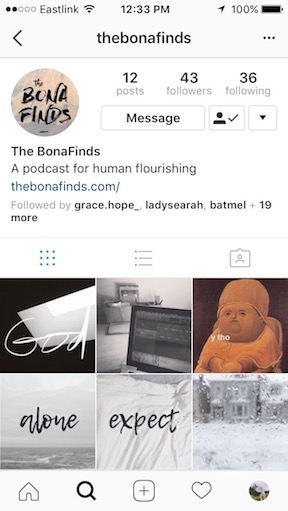 Eastlink 12:33 PM 100%
thebonafinds
the
BONA
FINDS
12 43 36
posts followers following
Message
The BonaFinds
A podcast for human flourishing
thebonafinds.com/
Followed by grace.hope_, ladysearah, batmel + 19
more
God
y tho
alone
expect